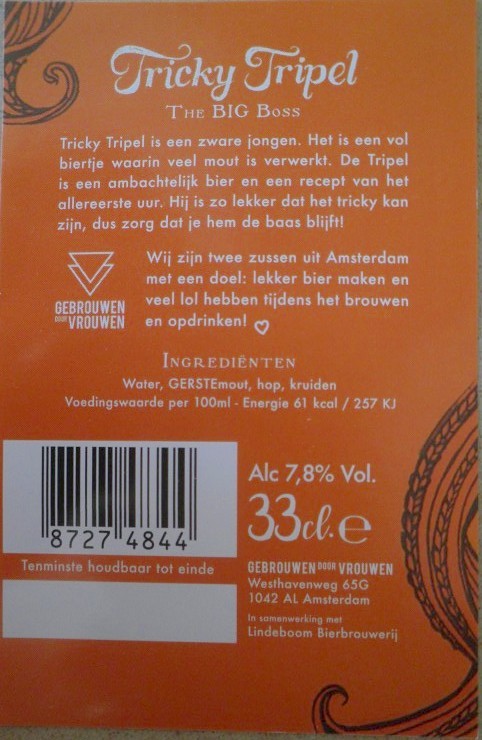 Tricky Tripel
THE BIG BOSS
Tricky Tripel is een zware jongen. Het is een vol
biertje waarin veel mout is verwerkt. De Tripel
is een ambachtelijk bier en een recept van het
allereerste uur. Hij is zo lekker dat het tricky kan
zijn, dus zorg dat je hem de baas blijft!
Wij zijn twee zussen uit Amsterdam
met een doel: lekker bier maken en
veel lol hebben tijdens het brouwen
en opdrinken!
GEBROUWEN
DOOR VROUWEN
INGREDIËNTEN
Water, GERSTEmout, hop, kruiden
Voedingswaarde per 100ml - Energie 61 kcal / 257 KJ
8727 4844
Tenminste houdbaar tot einde
Alc 7,8% Vol.
33cl. e
GEBROUWEN DOOR VROUWEN
Westhavenweg 65G
1042 AL Amsterdam
In samenwerking met
Lindeboom Bierbrouwerij